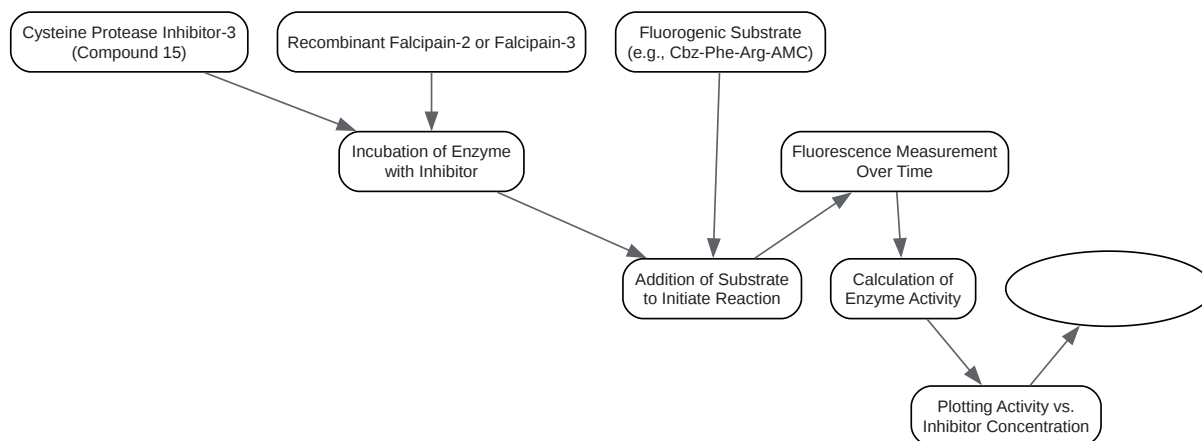 Cysteine Protease Inhibitor-3
(Compound 15)
Recombinant Falcipain-2 or Falcipain-3
Fluorogenic Substrate
(e.g., Cbz-Phe-Arg-AMC)
Incubation of Enzyme
with Inhibitor
Fluorescence Measurement
Over Time
Addition of Substrate
to Initiate Reaction
Calculation of
Enzyme Activity
Plotting Activity vs.
Inhibitor Concentration